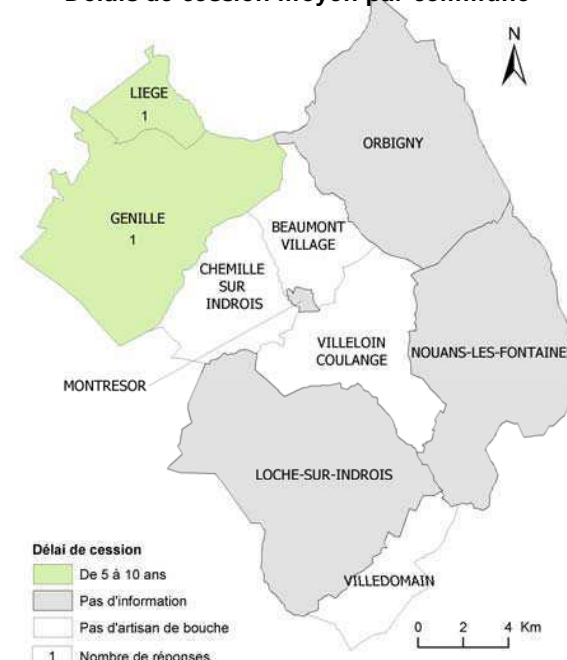 Délais de cession moyen par commune
N
LIEGE
1
ORBIGNY
GENILLE
1
BEAUMONT
VILLAGE
CHEMILLE
SUR
INDROIS
VILLELOIN
COULANGE
NOUANS-LES-FONTAINE
MONTRESOR
LOCHE-SUR-INDROIS
VILLEDOMAIN
Délai de cession
De 5 à 10 ans
Pas d'information
Pas d'artisan de bouche
1 Nombre de réponses
0 2 4 Km